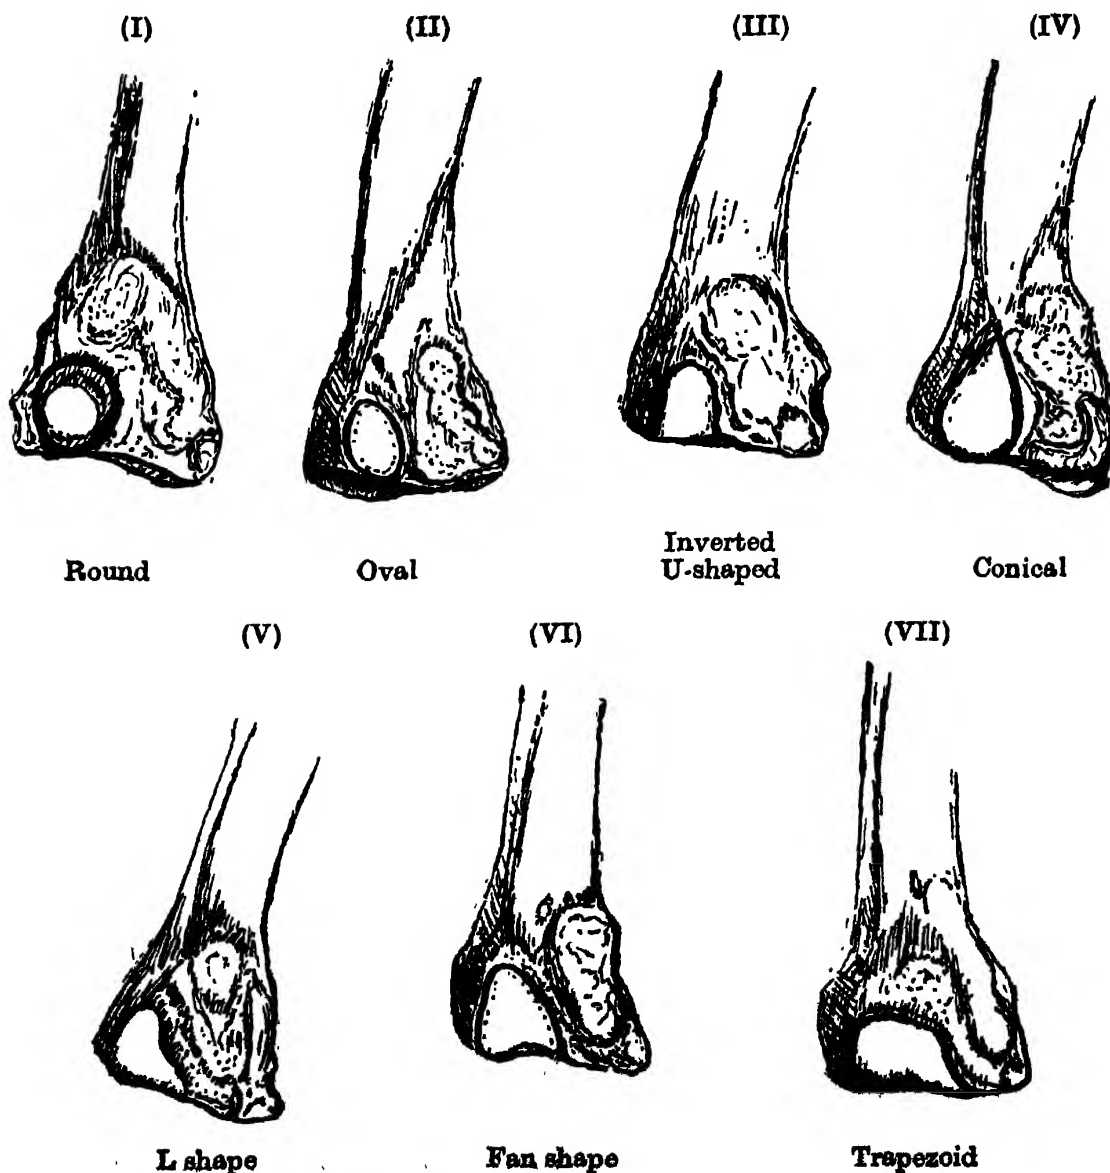 (I)
(II)
(III)
(IV)
Round
Oval
Inverted
U-shaped
Conical
(V)
(VI)
(VII)
L shape
Fan shape
Trapezoid